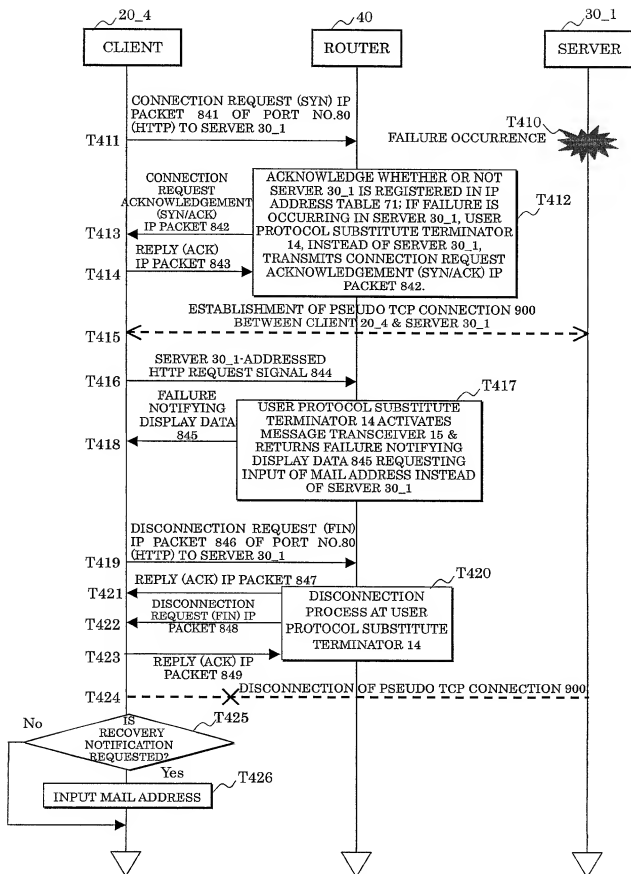 20_4
40
30_1
CLIENT
ROUTER
SERVER
CONNECTION REQUEST (SYN) IP
PACKET 841 OF PORT NO.80
(HTTP) TO SERVER 30_1
T411
T410
FAILURE OCCURRENCE
CONNECTION
REQUEST
ACKNOWLEDGEMENT
(SYN/ACK)
IP PACKET 842
T413
REPLY (ACK)
IP PACKET 843
T414
ACKNOWLEDGE WHETHER OR NOT
SERVER 30_1 IS REGISTERED IN IP
ADDRESS TABLE 71; IF FAILURE IS
OCCURRING IN SERVER 30_1, USER
PROTOCOL SUBSTITUTE TERMINATOR
14, INSTEAD OF SERVER 30_1,
TRANSMITS CONNECTION REQUEST
ACKNOWLEDGEMENT (SYN/ACK) IP
PACKET 842.
T412
ESTABLISHMENT OF PSEUDO TCP CONNECTION 900
BETWEEN CLIENT 20_4 & SERVER 30_1
T415
SERVER 30_1-ADDRESSED
HTTP REQUEST SIGNAL 844
T416
T417
FAILURE
NOTIFYING
DISPLAY DATA
845
T418
USER PROTOCOL SUBSTITUTE
TERMINATOR 14 ACTIVATES
MESSAGE TRANSCEIVER 15 &
RETURNS FAILURE NOTIFYING
DISPLAY DATA 845 REQUESTING
INPUT OF MAIL ADDRESS INSTEAD
OF SERVER 30_1
DISCONNECTION REQUEST (FIN)
IP PACKET 846 OF PORT NO.80
(HTTP) TO SERVER 30_1
T419
T420
REPLY (ACK) IP PACKET 847
T421
DISCONNECTION
REQUEST (FIN) IP
PACKET 848
T422
DISCONNECTION
PROCESS AT USER
PROTOCOL SUBSTITUTE
TERMINATOR 14
T423
REPLY (ACK) IP
PACKET 849
DISCONNECTION OF PSEUDO TCP CONNECTION 900
T424
T425
No
IS
RECOVERY
NOTIFICATION
REQUESTED?
Yes
T426
INPUT MAIL ADDRESS